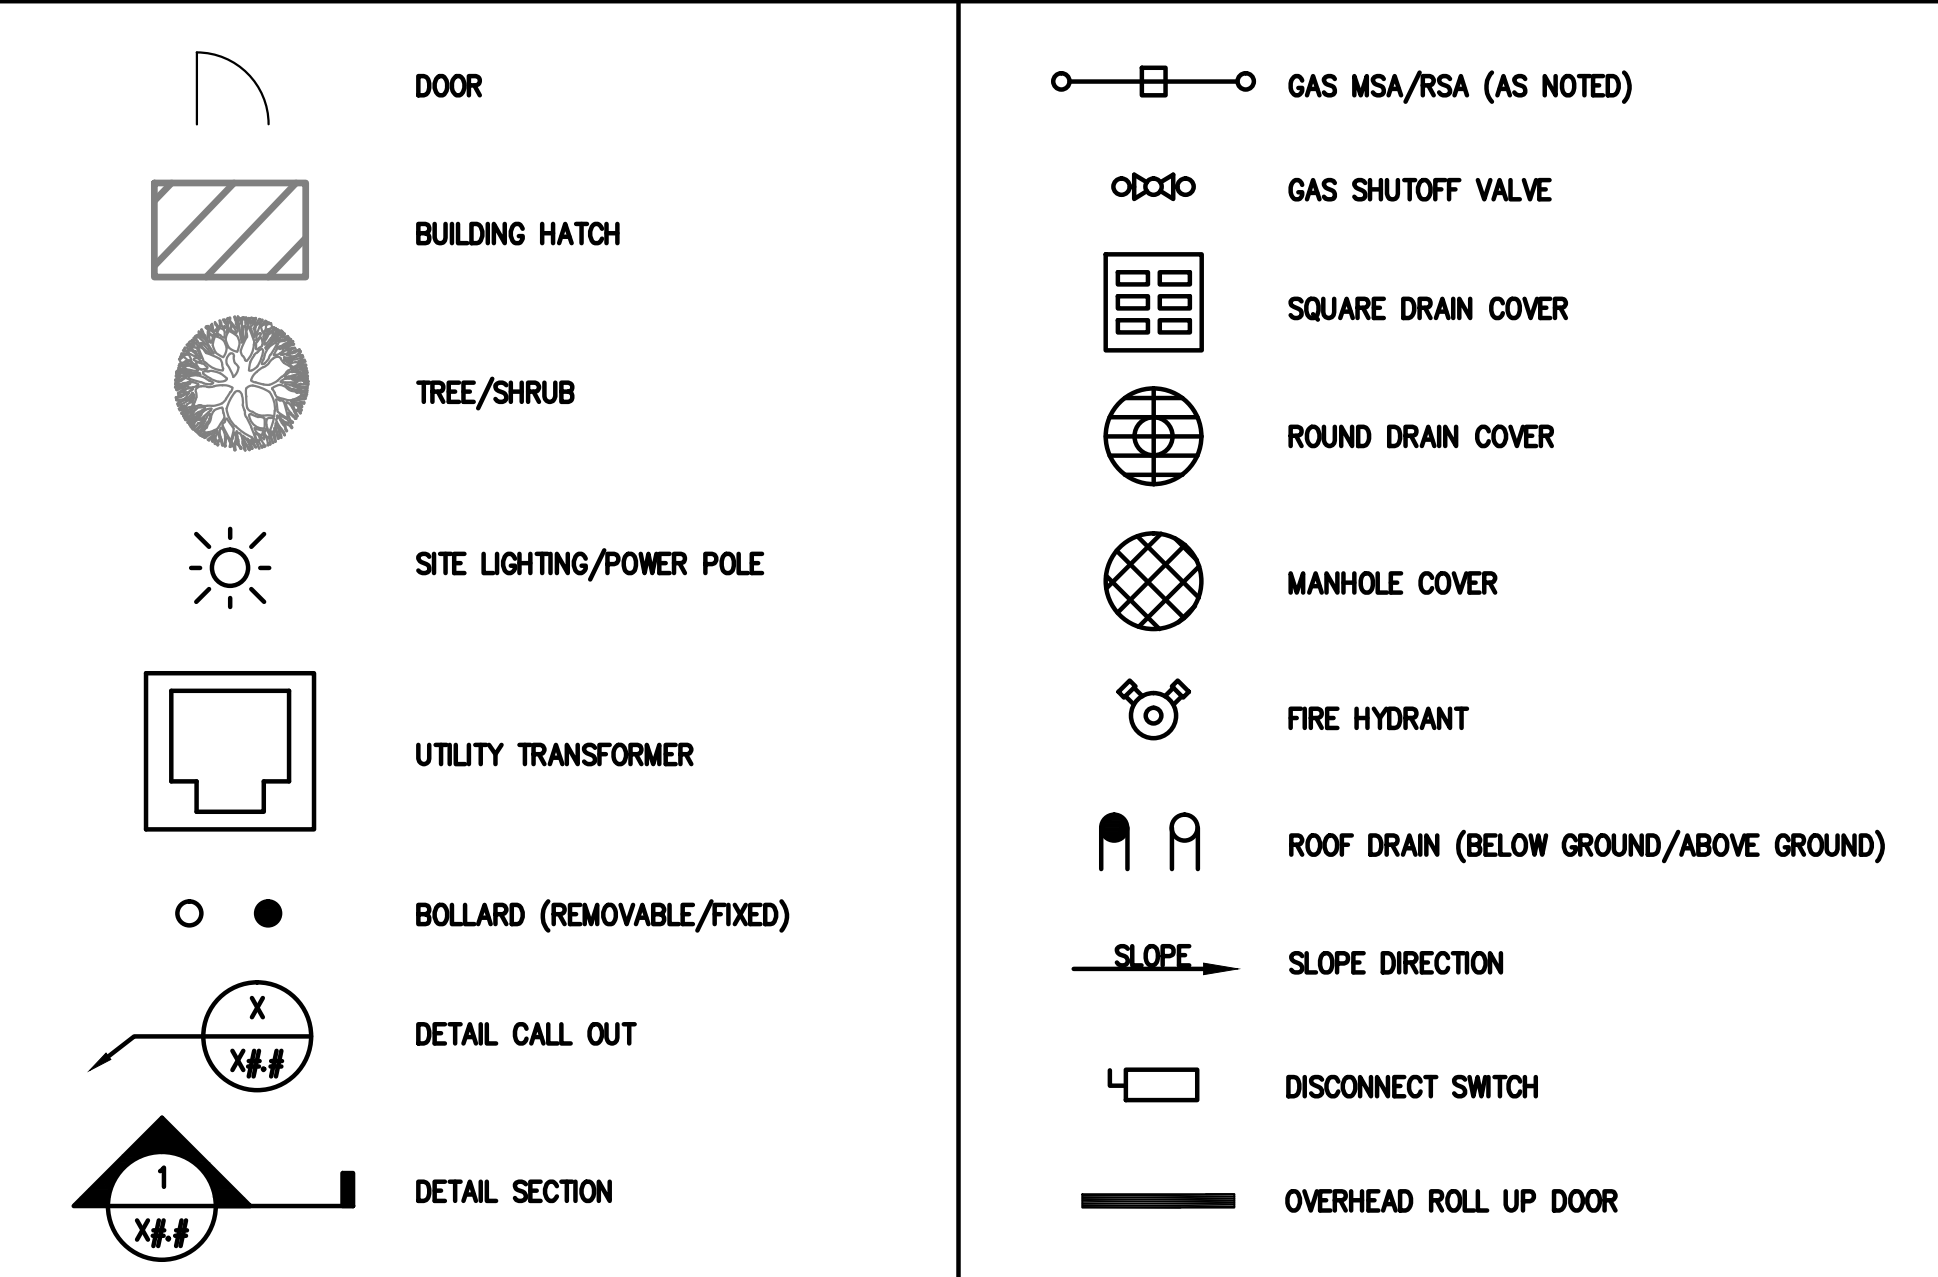 DOOR
BUILDING HATCH
TREE/SHRUB
SITE LIGHTING/POWER POLE
UTILITY TRANSFORMER
BOLLARD (REMOVABLE/FIXED)
X
X#.#
DETAIL CALL OUT
1
X#.#
DETAIL SECTION
GAS MSA/RSA (AS NOTED)
GAS SHUTOFF VALVE
SQUARE DRAIN COVER
ROUND DRAIN COVER
MANHOLE COVER
FIRE HYDRANT
ROOF DRAIN (BELOW GROUND/ABOVE GROUND)
SLOPE
SLOPE DIRECTION
DISCONNECT SWITCH
OVERHEAD ROLL UP DOOR